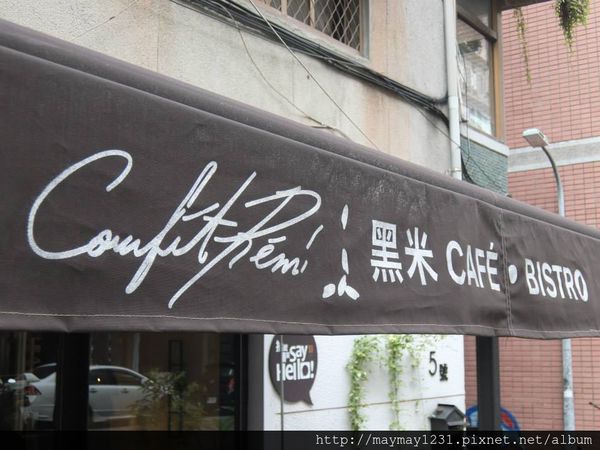 Confit Rémi 黑米 CAFÉ • BISTRO
say
Hello!
5號
http://maymay1231.pixnet.net/album